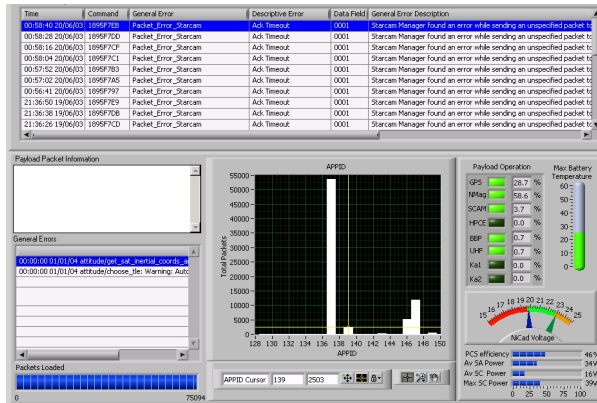 Time Command General Error Descriptive Error Data Field General Error Description
00:58:40 20/06/03 1895F7EB Packet_Error_Starcam Ack Timeout 0001 Starcam Manager found an error while sending an unspecified packet to
00:58:28 20/06/03 1895F7DD Packet_Error_Starcam Ack Timeout 0001 Starcam Manager found an error while sending an unspecified packet to
00:58:16 20/06/03 1895F7CF Packet_Error_Starcam Ack Timeout 0001 Starcam Manager found an error while sending an unspecified packet to
00:58:04 20/06/03 1895F7C1 Packet_Error_Starcam Ack Timeout 0001 Starcam Manager found an error while sending an unspecified packet to
00:57:52 20/06/03 1895F7B3 Packet_Error_Starcam Ack Timeout 0001 Starcam Manager found an error while sending an unspecified packet to
00:57:02 20/06/03 1895F7A5 Packet_Error_Starcam Ack Timeout 0001 Starcam Manager found an error while sending an unspecified packet to
00:56:41 20/06/03 1895F797 Packet_Error_Starcam Ack Timeout 0001 Starcam Manager found an error while sending an unspecified packet to
21:36:50 19/06/03 1895F7E9 Packet_Error_Starcam Ack Timeout 0001 Starcam Manager found an error while sending an unspecified packet to
21:36:38 19/06/03 1895F7DB Packet_Error_Starcam Ack Timeout 0001 Starcam Manager found an error while sending an unspecified packet to
21:36:26 19/06/03 1895F7CD Packet_Error_Starcam Ack Timeout 0001 Starcam Manager found an error while sending an unspecified packet to
Payload Packet Information
General Errors
00:00:00 01/01/04 attitude/get_sat_inertial_coords_a
00:00:00 01/01/04 attitude/choose_tle: Warning: Auto
Packets Loaded
0 75094
APPID
Total Packets
55000
50000
45000
40000
35000
30000
25000
20000
15000
10000
5000
0
128 130 132 134 136 138 140 142 144 146 148 150
APPID
APPID Cursor 139 2503
Payload Operation
GPS 28.7 %
NMag 58.6 %
SCAM 3.7 %
HPCE 0.0 %
BBP 0.7 %
UHF 0.7 %
Ka1 0.0 %
Ka2 0.0 %
Max Battery
Temperature
60
50
40
30
20
10
0
15 16 17 18 19 20 21 22 23 24 25
NiCad Voltage
PCS efficiency 46%
Av SA Power 34W
Av SC Power 16W
Max SC Power 39W
0 25 50 75 100